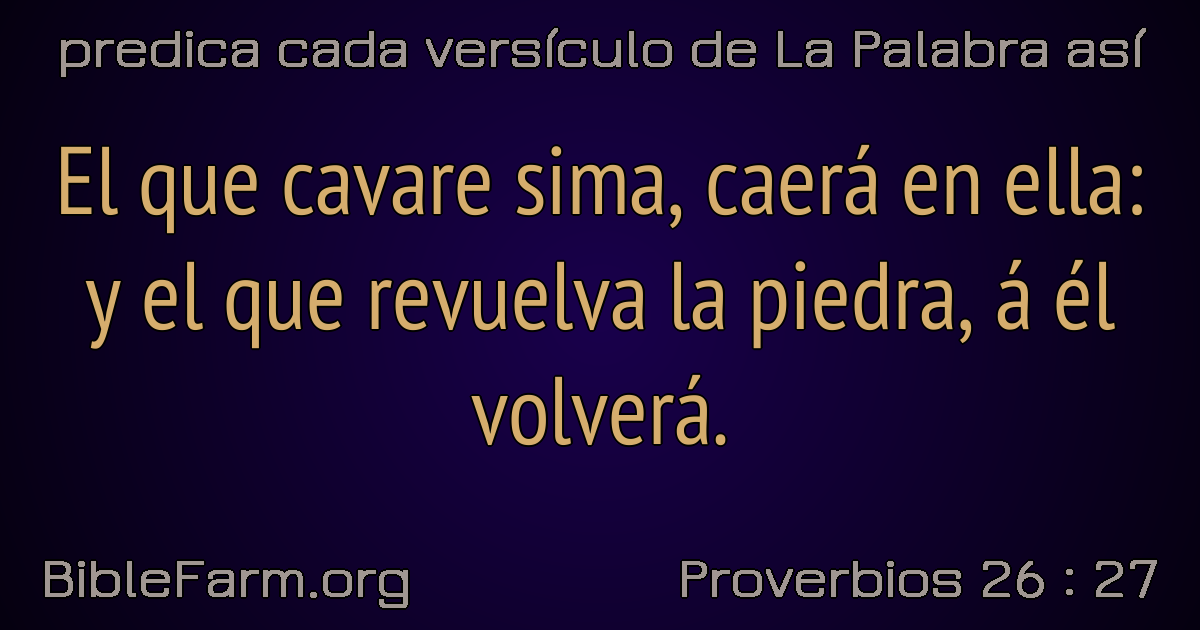 predica cada versículo de La Palabra así
El que cavare sima, caerá en ella:
y el que revuelva la piedra, á él
volverá.
BibleFarm.org
Proverbios 26 : 27